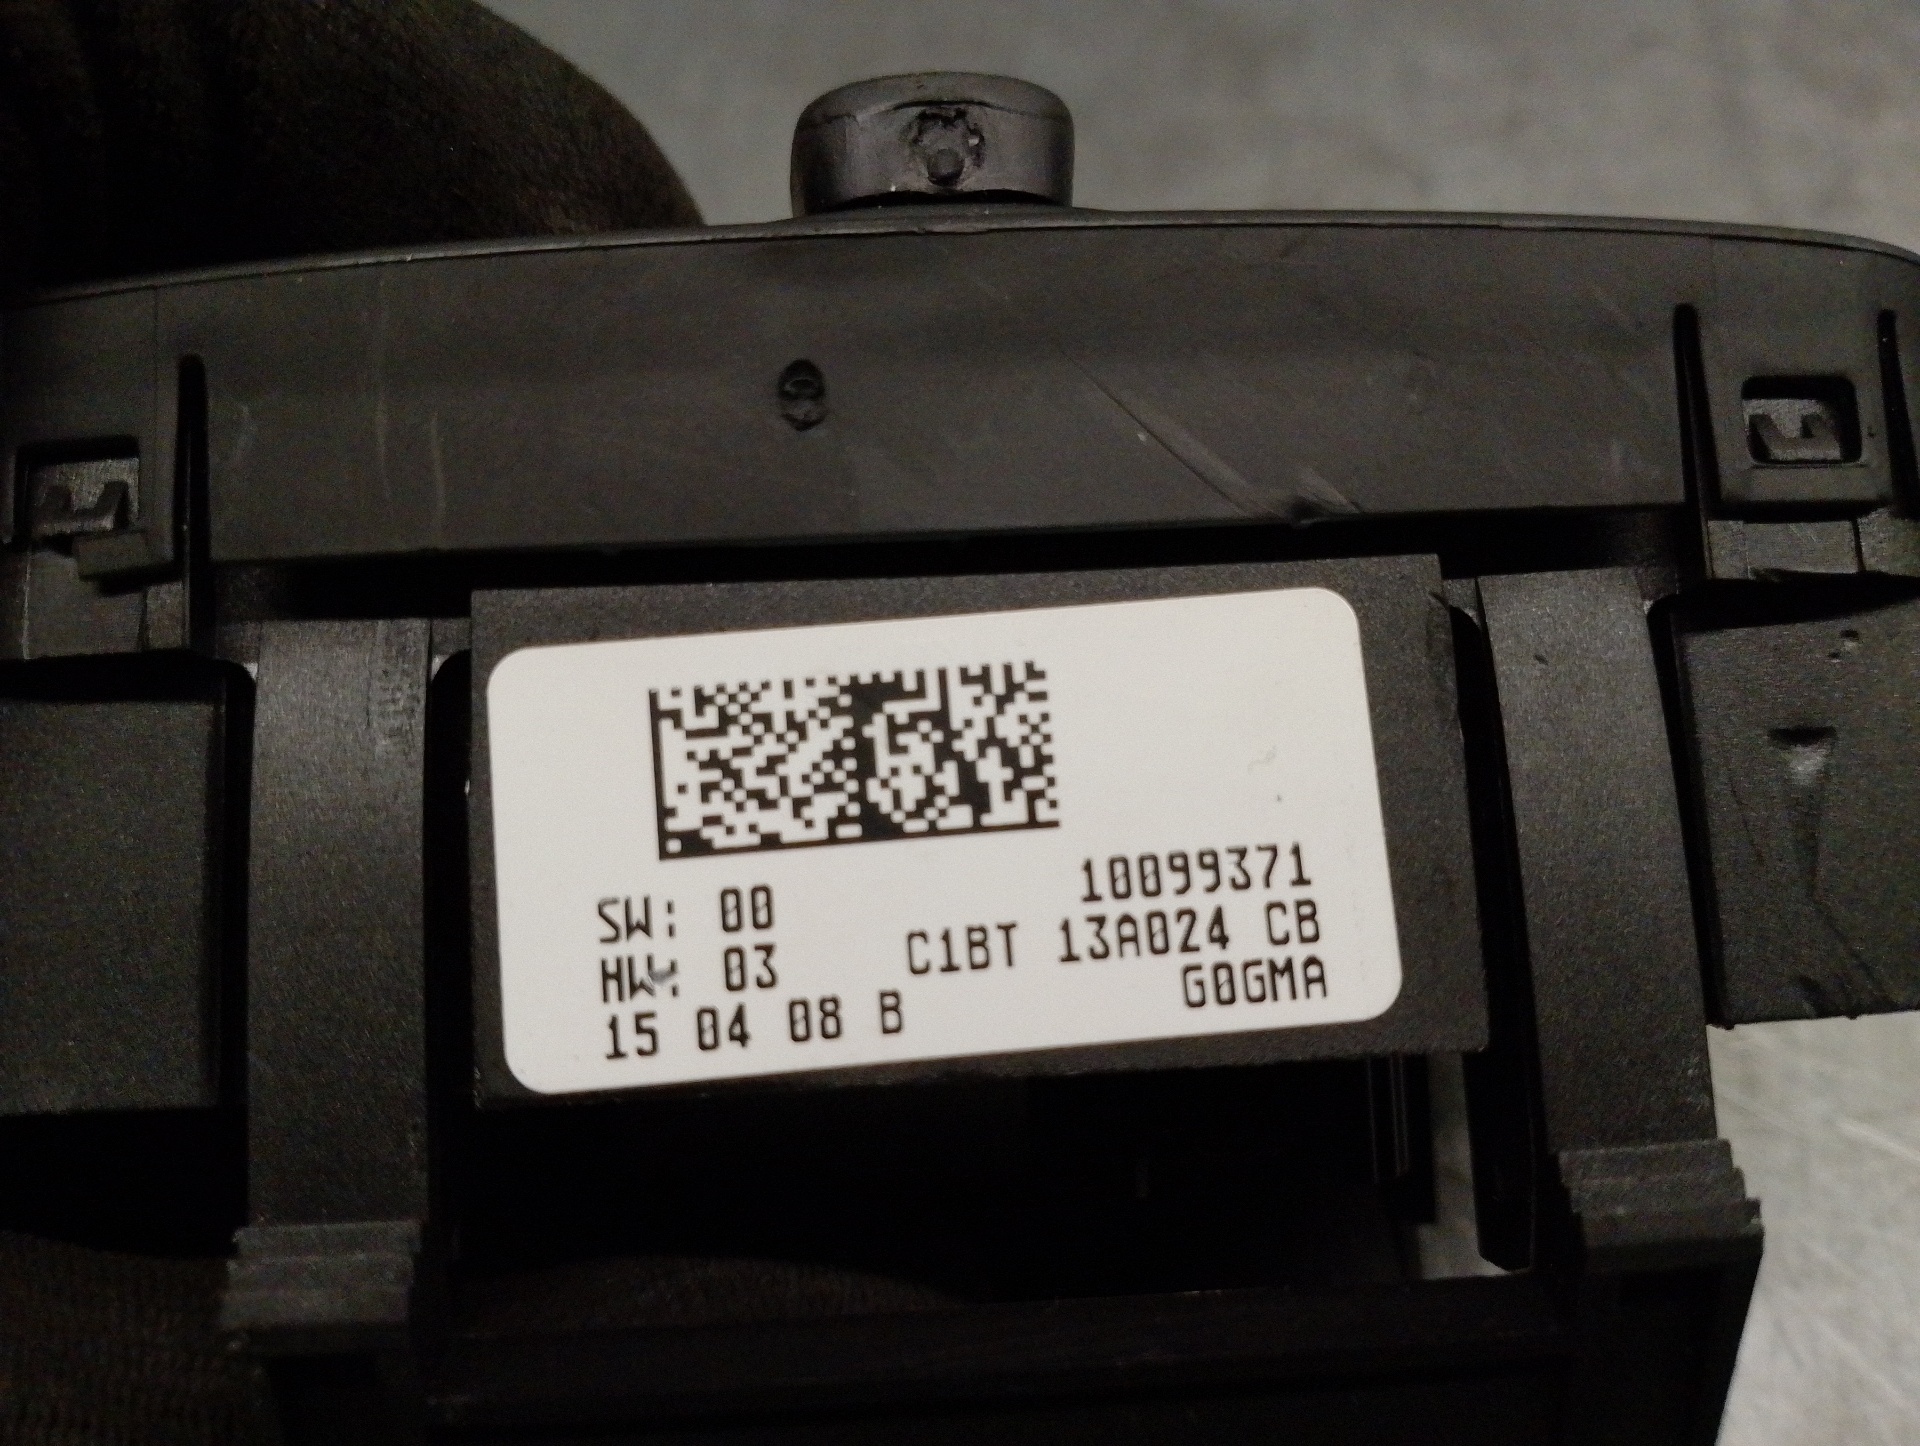 10099371
SW: 00
C1BT 13A024 CB
HW: 03
G0GMA
15 04 08 B